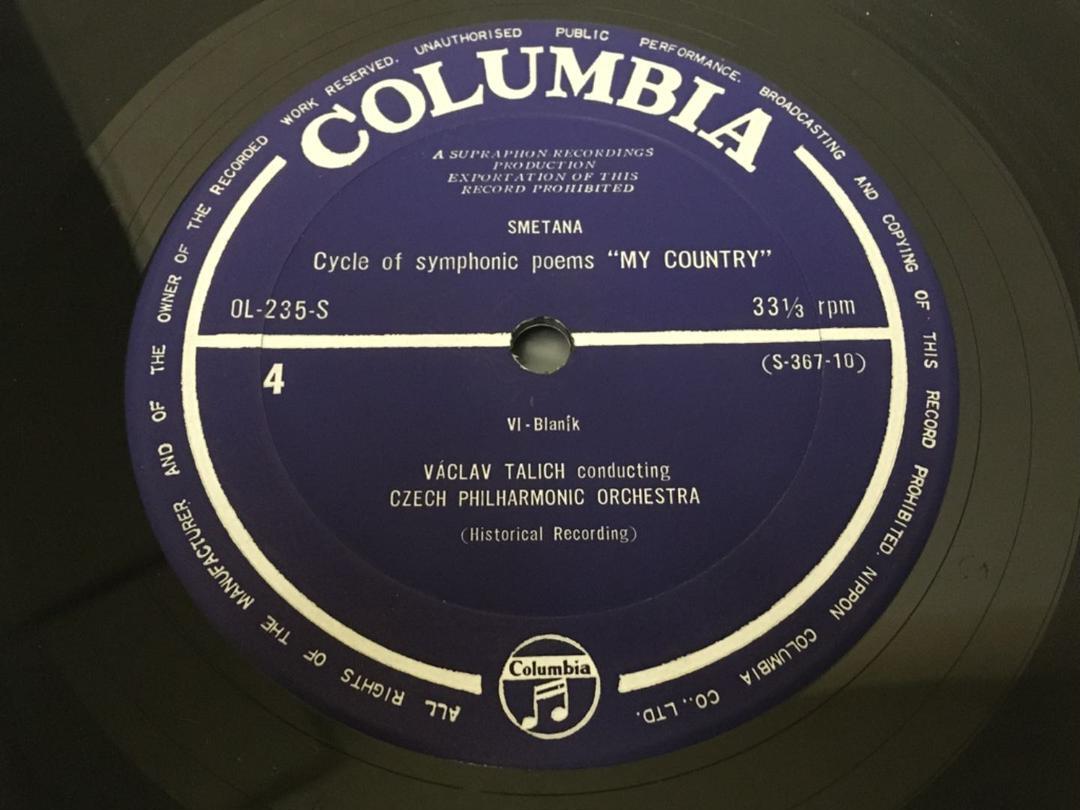 ALL RIGHTS OF THE MANUFACTURER AND OF THE OWNER OF THE RECORDED WORK RESERVED. UNAUTHORISED PUBLIC PERFORMANCE. BROADCASTING AND COPYING OF THIS RECORD PROHIBITED. NIPPON COLUMBIA CO., LTD.
COLUMBIA
A SUPRAPHON RECORDINGS
PRODUCTION
EXPORTATION OF THIS
RECORD PROHIBITED
SMETANA
Cycle of symphonic poems “MY COUNTRY”
OL-235-S
33⅓ rpm
4
(S-367-10)
VI-Blaník
VÁCLAV TALICH conducting
CZECH PHILHARMONIC ORCHESTRA
(Historical Recording)
Columbia